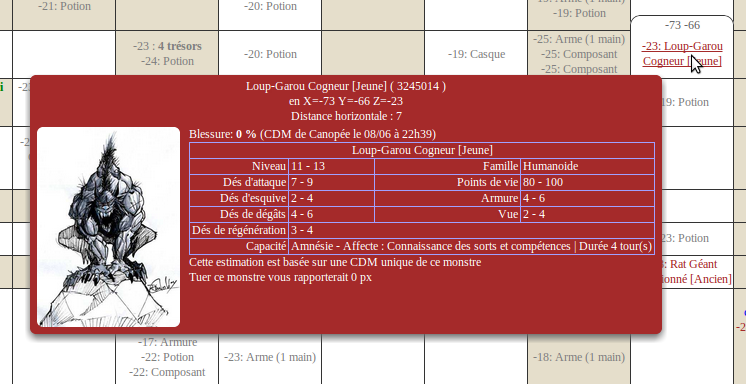 -21: Potion
-20: Potion
-19: Arme (1 main)
-19: Potion
-73 -66
-23 : 4 trésors
-24: Potion
-20: Potion
-19: Casque
-25: Arme (1 main)
-25: Composant
-25: Composant
-23: Loup-Garou
Cogneur [Jeune]
Loup-Garou Cogneur [Jeune] ( 3245014 )
en X=-73 Y=-66 Z=-23
Distance horizontale : 7
19: Potion
Blessure: 0 % (CDM de Canopée le 08/06 à 22h39)
Loup-Garou Cogneur [Jeune]
Niveau 11 - 13 Famille Humanoide
Dés d'attaque 7 - 9 Points de vie 80 - 100
Dés d'esquive 2 - 4 Armure 4 - 6
Dés de dégâts 4 - 6 Vue 2 - 4
Dés de régénération 3 - 4
Capacité Amnésie - Affecte : Connaissance des sorts et compétences | Durée 4 tour(s)
23: Potion
Cette estimation est basée sur une CDM unique de ce monstre
Tuer ce monstre vous rapporterait 0 px
: Rat Géant
ionné [Ancien]
-17: Armure
-22: Potion
-22: Composant
-23: Arme (1 main)
-18: Arme (1 main)